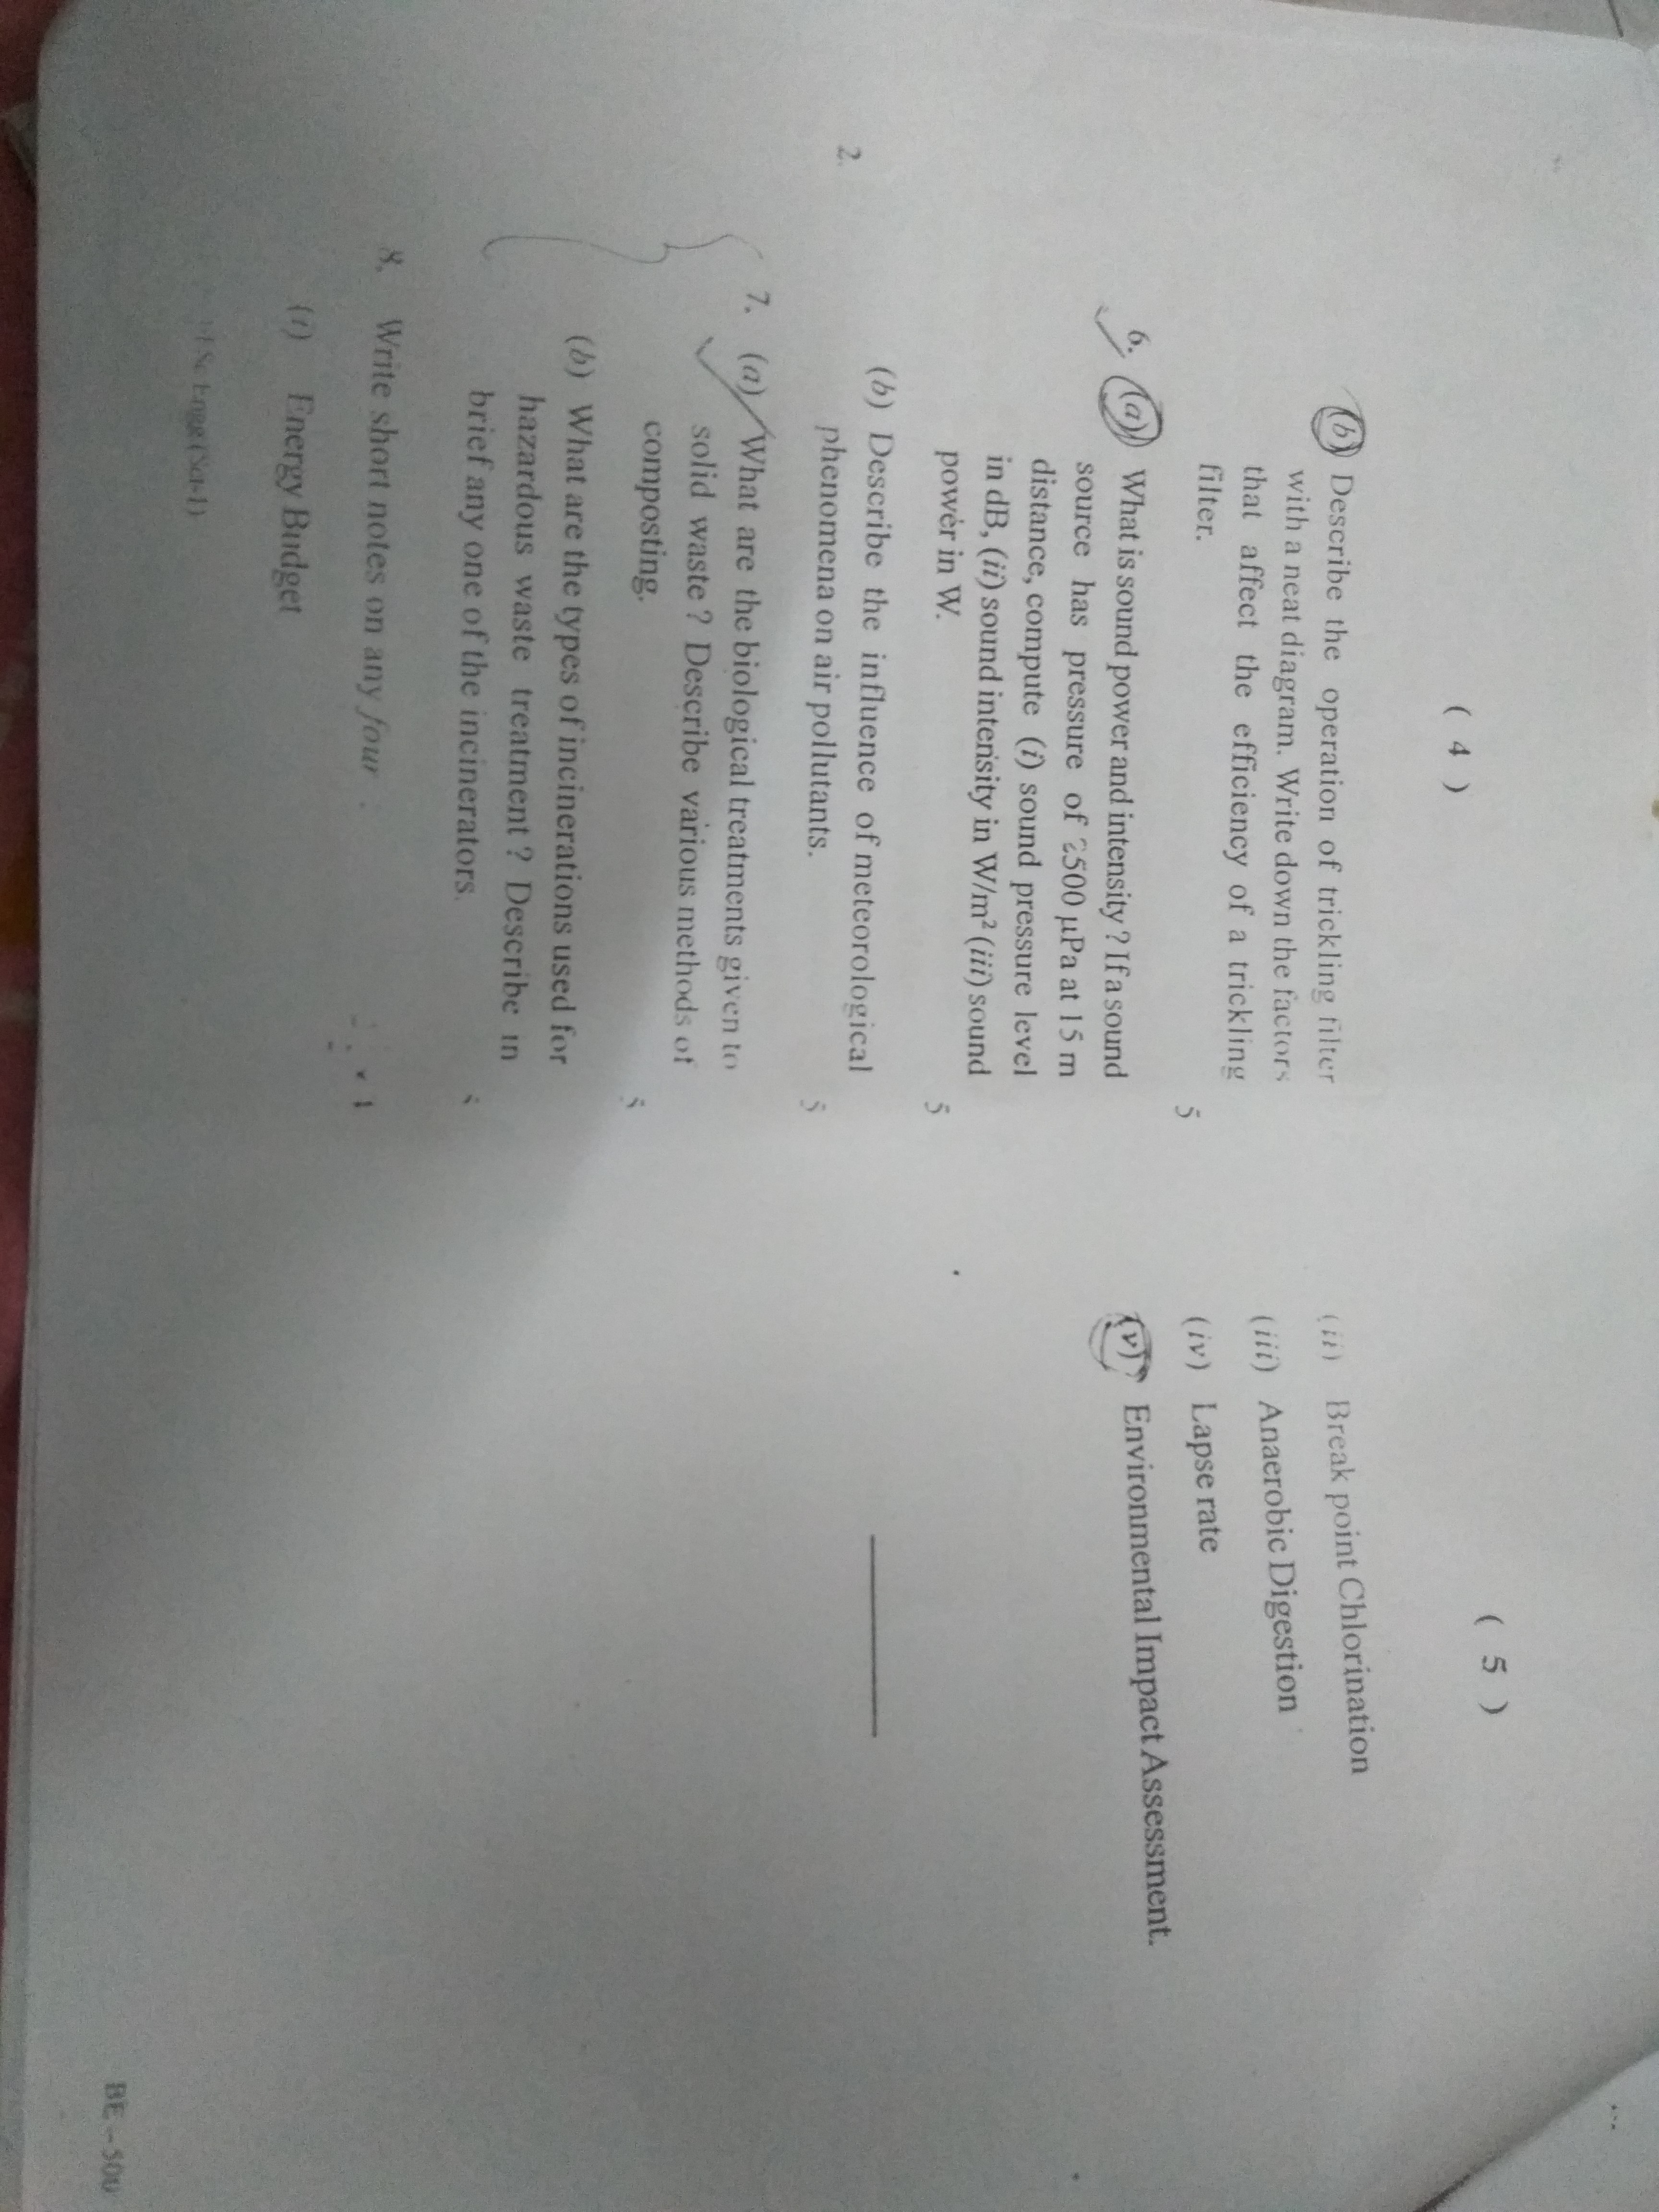 ( 4 )
(b) Describe the operation of trickling filter
with a neat diagram. Write down the factors
that affect the efficiency of a trickling
filter. 5
6. (a) What is sound power and intensity ? If a sound
source has pressure of 2500 µPa at 15 m
distance, compute (i) sound pressure level
in dB, (ii) sound intensity in W/m² (iii) sound
power in W. 5
(b) Describe the influence of meteorological
phenomena on air pollutants. 5
2.
7. (a) What are the biological treatments given to
solid waste ? Describe various methods of
composting. 5
(b) What are the types of incinerations used for
hazardous waste treatment ? Describe in
brief any one of the incinerators.
8. Write short notes on any four :
(i) Energy Budget
( 5 )
(ii) Break point Chlorination
(iii) Anaerobic Digestion
(iv) Lapse rate
(v) Environmental Impact Assessment.
BE – 500